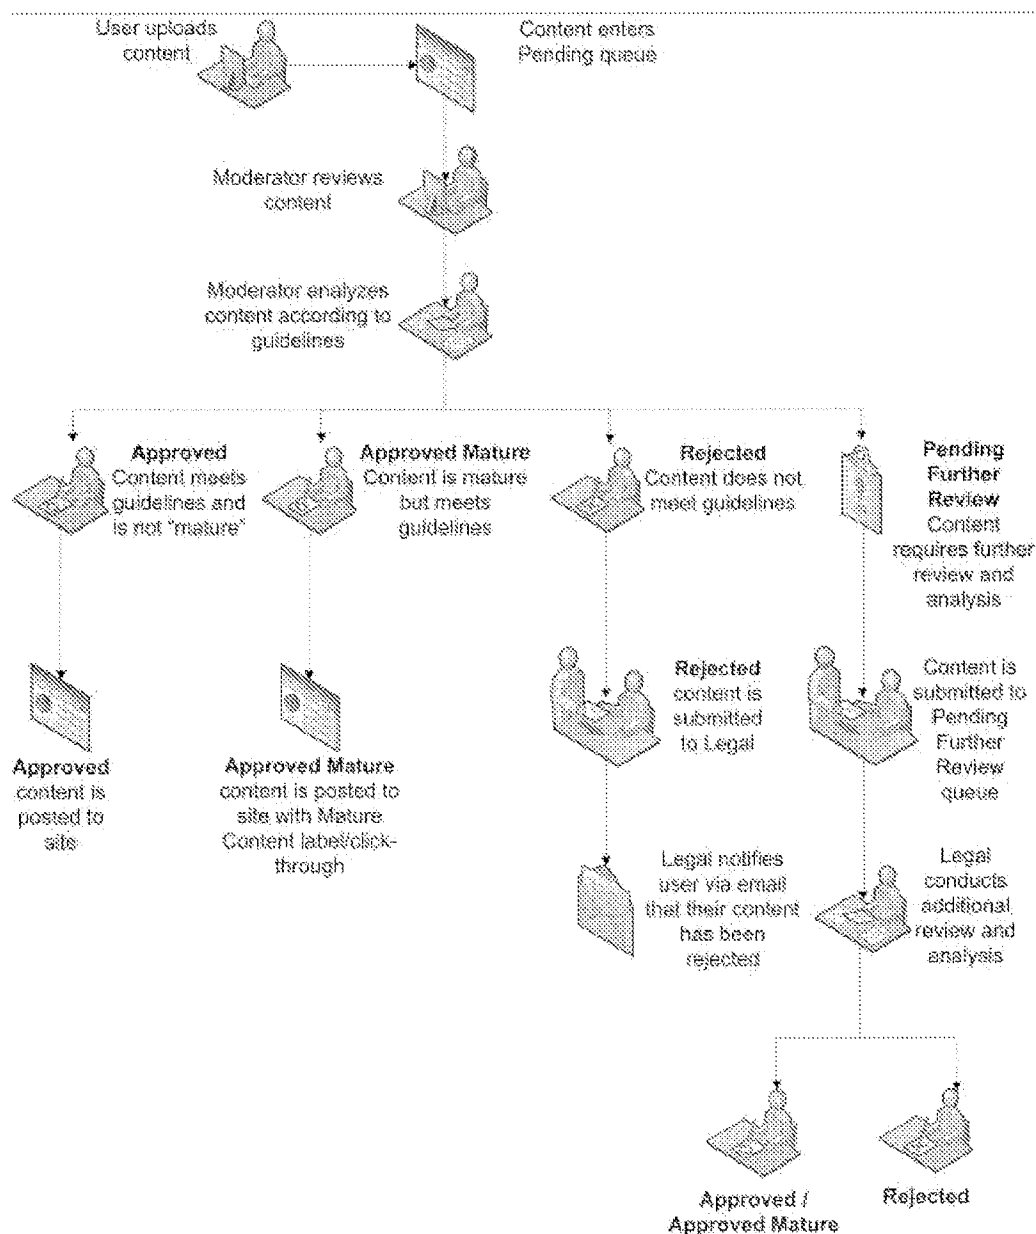 User uploads
content
Content enters
Pending queue
Moderator reviews
content
Moderator analyzes
content according to
guidelines
Approved
Content meets
guidelines and
is not "mature"
Approved Mature
Content is mature
but meets
guidelines
Rejected
Content does not
meet guidelines
Pending
Further
Review
Content
requires further
review and
analysis
Approved
content is
posted to
site
Approved Mature
content is posted to
site with Mature
Content label/click-
through
Rejected
content is
submitted
to Legal
Content is
submitted to
Pending
Further
Review
queue
Legal notifies
user via email
that their content
has been
rejected
Legal
conducts
additional
review and
analysis
Approved /
Approved Mature
Rejected